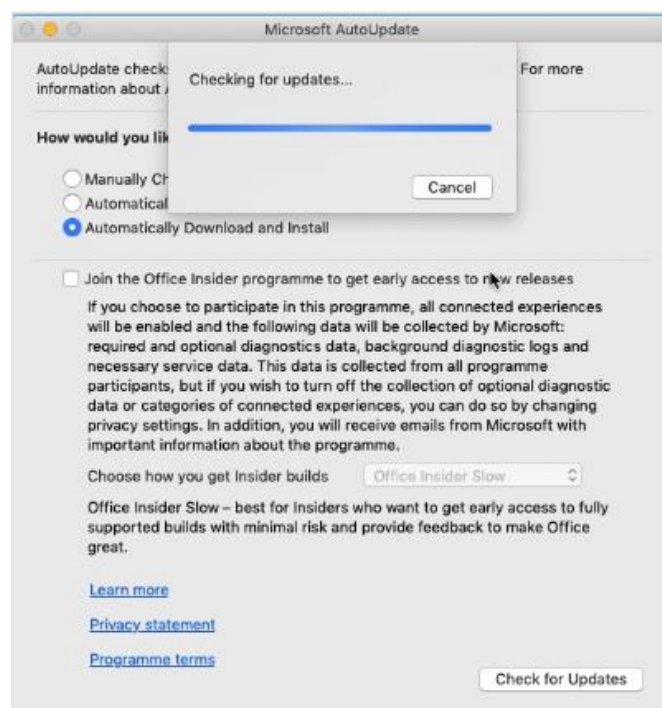 Microsoft AutoUpdate
AutoUpdate check
For more
information about
Checking for updates...
Cancel
How would you lik
Manually Ch
Automatical
Automatically Download and Install
Join the Office Insider programme to get early access to new releases
If you choose to participate in this programme, all connected experiences
will be enabled and the following data will be collected by Microsoft:
required and optional diagnostics data, background diagnostic logs and
necessary service data. This data is collected from all programme
participants, but if you wish to turn off the collection of optional diagnostic
data or categories of connected experiences, you can do so by changing
privacy settings. In addition, you will receive emails from Microsoft with
important information about the programme.
Choose how you get Insider builds Office Insider Slow
Office Insider Slow – best for Insiders who want to get early access to fully
supported builds with minimal risk and provide feedback to make Office
great.
Learn more
Privacy statement
Programme terms
Check for Updates